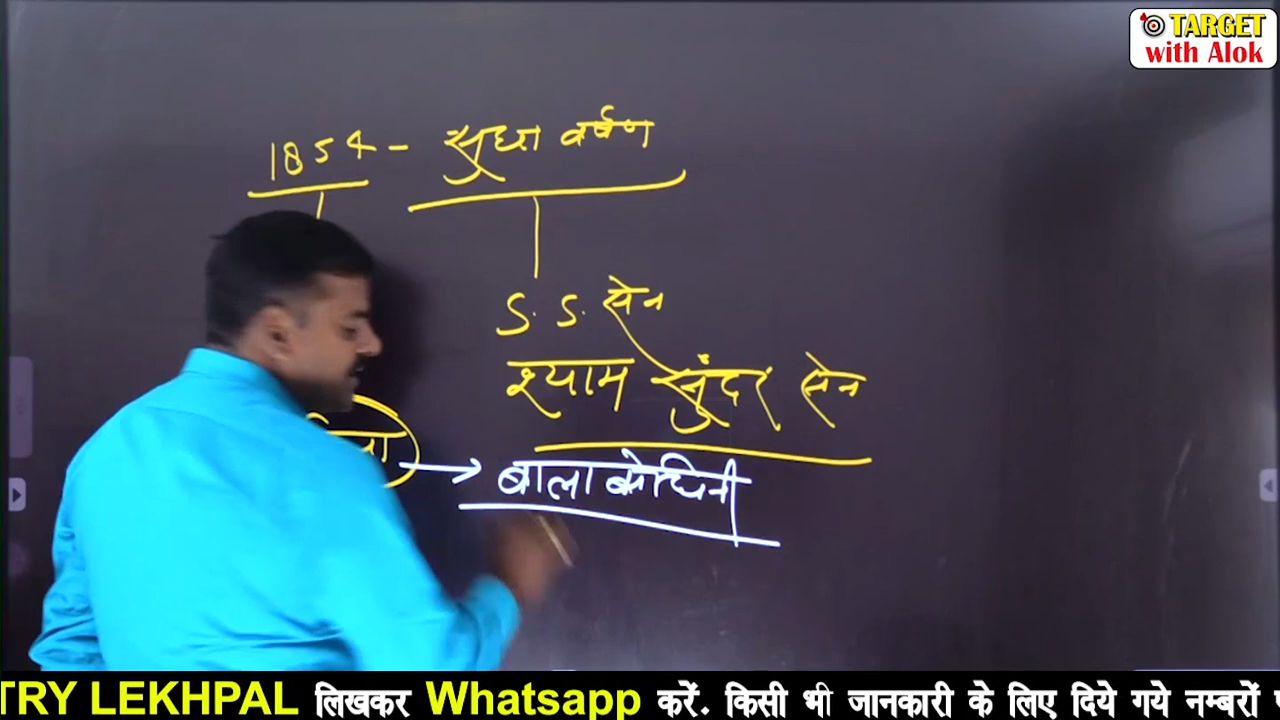 TARGET
with Alok
1854 - सुधा वर्षण
S. S. सेन
श्याम सुंदर सेन
बाला बोधिनी
TRY LEKHPAL लिखकर Whatsapp करें. किसी भी जानकारी के लिए दिये गये नम्बरों